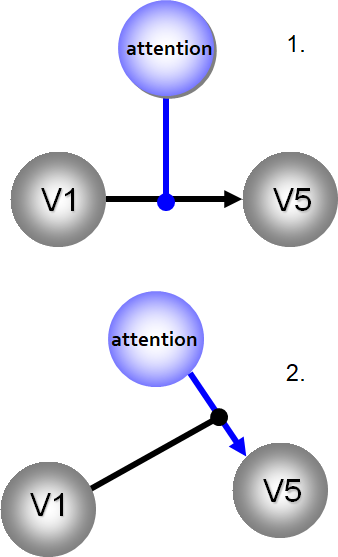 attention
1.
V1
V5
attention
2.
V1
V5